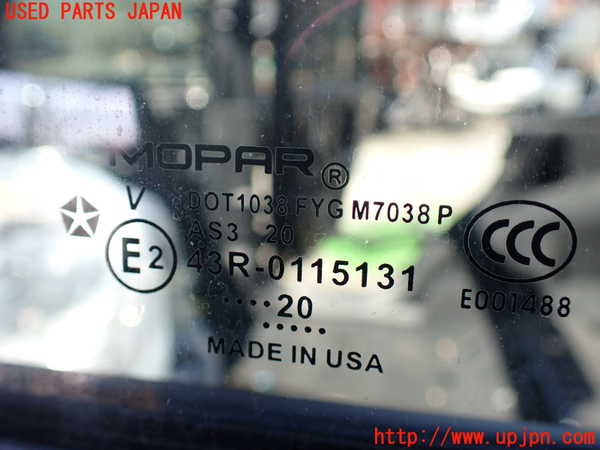 USED PARTS JAPAN
MOPAR®
V DOT1038 FYG M7038P
AS3 20
E2 43R-0115131
CCC
E001488
.....20
.....
MADE IN USA
http://www.upjpn.com/